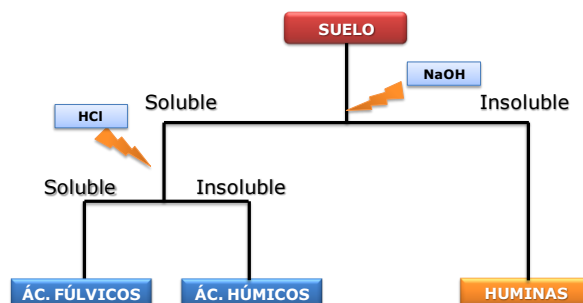 SUELO
NaOH
Soluble
Insoluble
HCl
Soluble
Insoluble
ÁC. FÚLVICOS
ÁC. HÚMICOS
HUMINAS